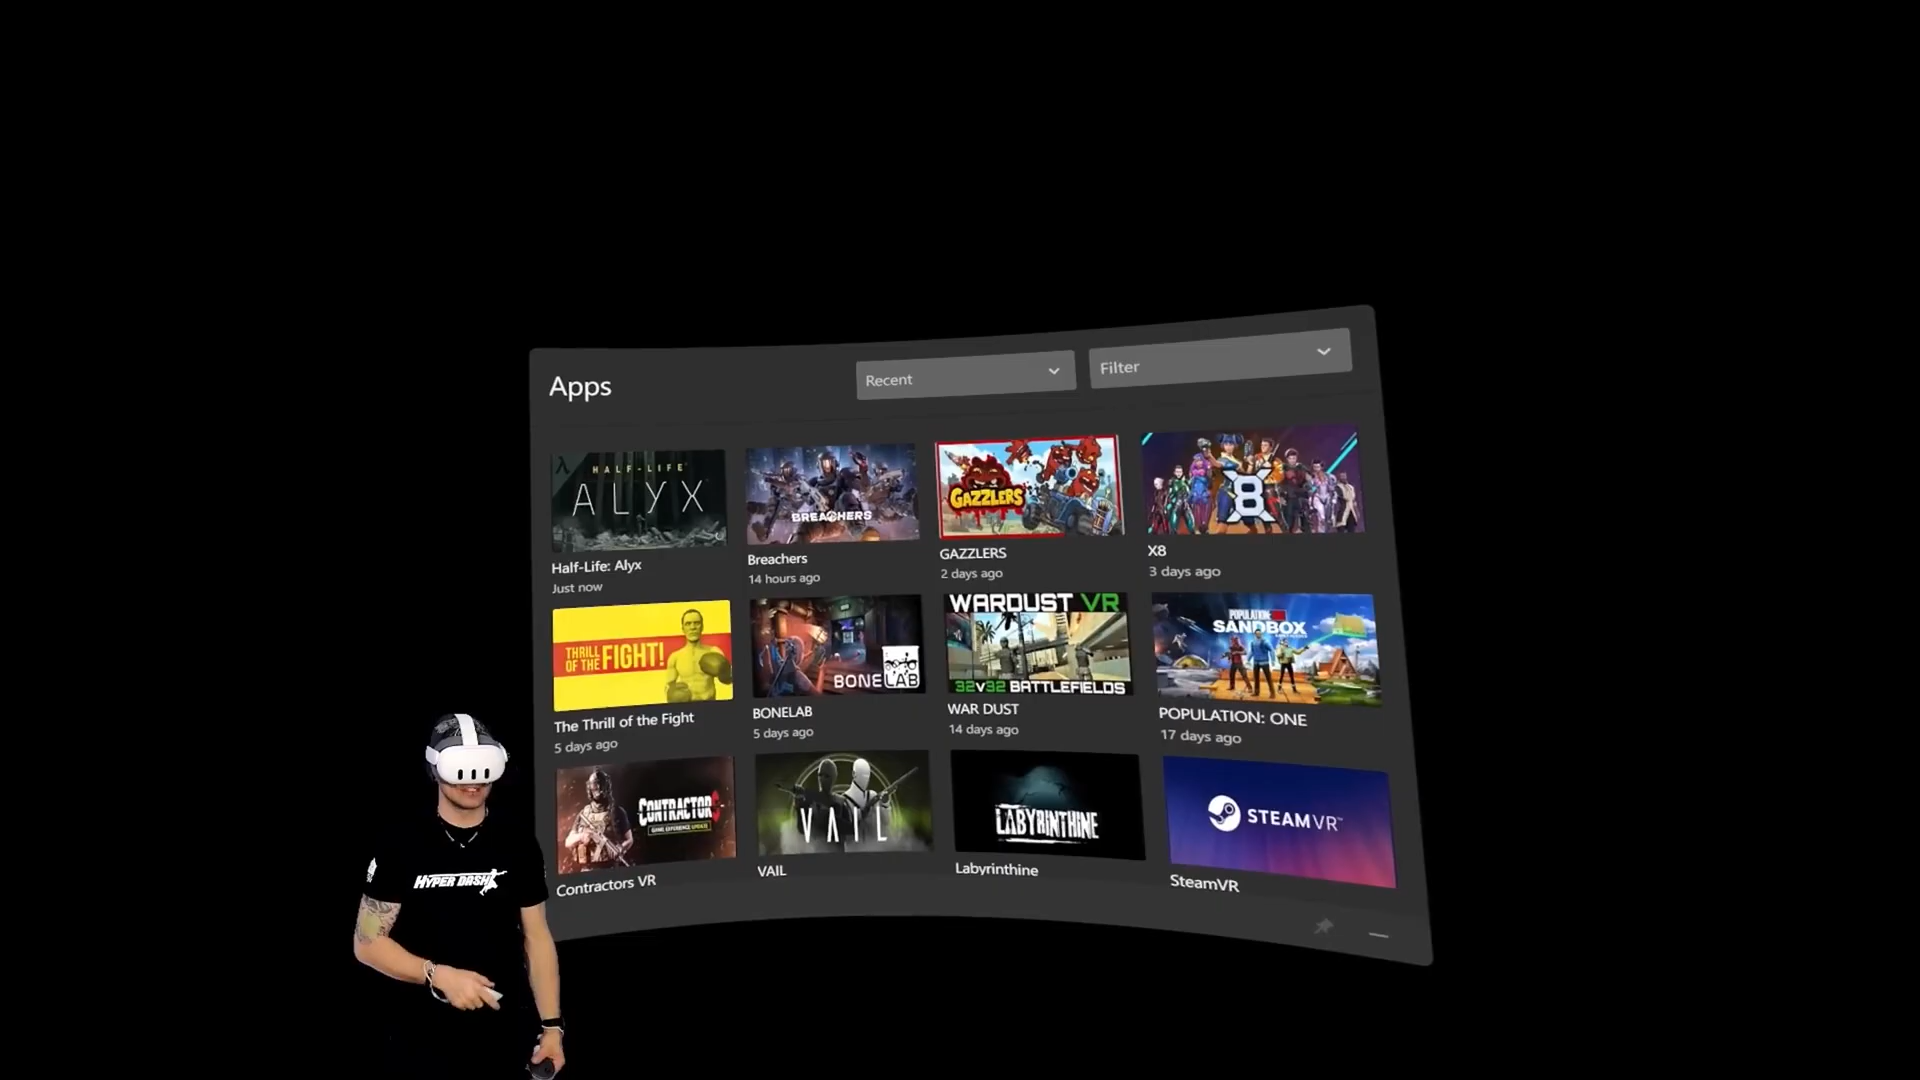 Apps
Recent
Filter
HALF-LIFE
ALYX
BREACHERS
GAZZLERS
X8
Half-Life: Alyx
Just now
Breachers
14 hours ago
GAZZLERS
2 days ago
X8
3 days ago
THRILL
OF THE FIGHT!
BONELAB
WARDUST VR
32v32 BATTLEFIELDS
POPULATION: ONE
SANDBOX
The Thrill of the Fight
5 days ago
BONELAB
5 days ago
WAR DUST
14 days ago
POPULATION: ONE
17 days ago
CONTRACTORS
VAIL
LABYRINTHINE
STEAMVR™
Contractors VR
VAIL
Labyrinthine
SteamVR
HYPER DASH